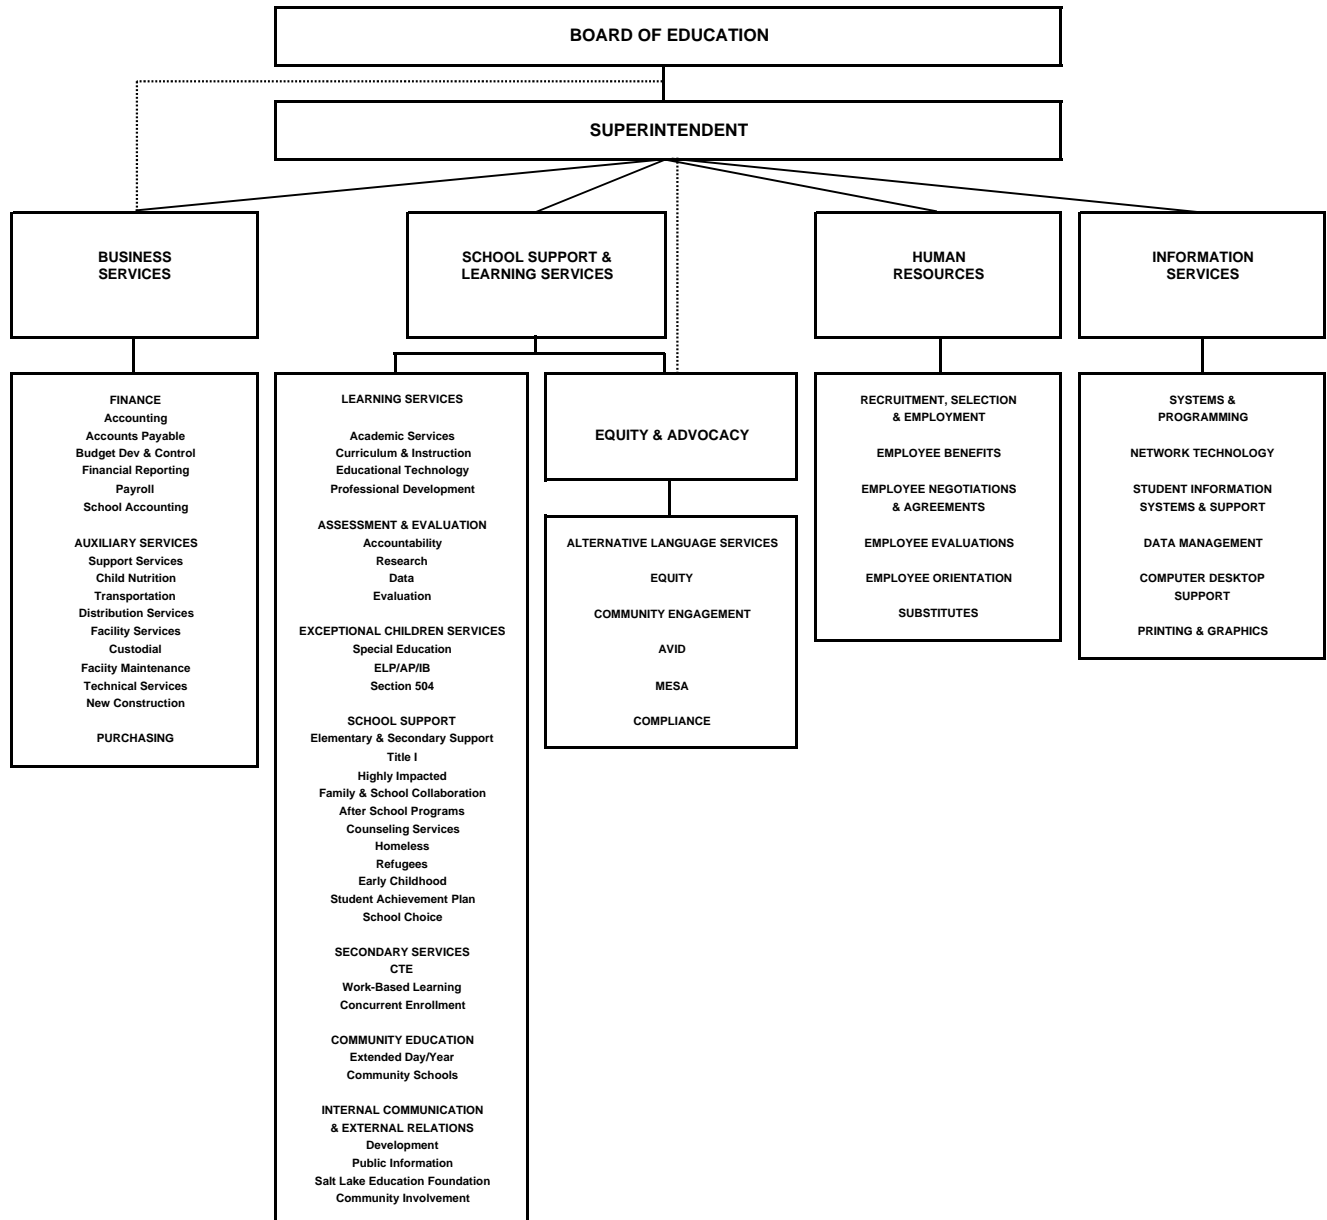 BOARD OF EDUCATION
SUPERINTENDENT
BUSINESS
SERVICES
SCHOOL SUPPORT &
LEARNING SERVICES
HUMAN
RESOURCES
INFORMATION
SERVICES
FINANCE
Accounting
Accounts Payable
Budget Dev & Control
Financial Reporting
Payroll
School Accounting
AUXILIARY SERVICES
Support Services
Child Nutrition
Transportation
Distribution Services
Facility Services
Custodial
Faciity Maintenance
Technical Services
New Construction
PURCHASING
LEARNING SERVICES
Academic Services
Curriculum & Instruction
Educational Technology
Professional Development
ASSESSMENT & EVALUATION
Accountability
Research
Data
Evaluation
EXCEPTIONAL CHILDREN SERVICES
Special Education
ELP/AP/IB
Section 504
SCHOOL SUPPORT
Elementary & Secondary Support
Title I
Highly Impacted
Family & School Collaboration
After School Programs
Counseling Services
Homeless
Refugees
Early Childhood
Student Achievement Plan
School Choice
SECONDARY SERVICES
CTE
Work-Based Learning
Concurrent Enrollment
COMMUNITY EDUCATION
Extended Day/Year
Community Schools
INTERNAL COMMUNICATION
& EXTERNAL RELATIONS
Development
Public Information
Salt Lake Education Foundation
Community Involvement
EQUITY & ADVOCACY
ALTERNATIVE LANGUAGE SERVICES
EQUITY
COMMUNITY ENGAGEMENT
AVID
MESA
COMPLIANCE
RECRUITMENT, SELECTION
& EMPLOYMENT
EMPLOYEE BENEFITS
EMPLOYEE NEGOTIATIONS
& AGREEMENTS
EMPLOYEE EVALUATIONS
EMPLOYEE ORIENTATION
SUBSTITUTES
SYSTEMS &
PROGRAMMING
NETWORK TECHNOLOGY
STUDENT INFORMATION
SYSTEMS & SUPPORT
DATA MANAGEMENT
COMPUTER DESKTOP
SUPPORT
PRINTING & GRAPHICS